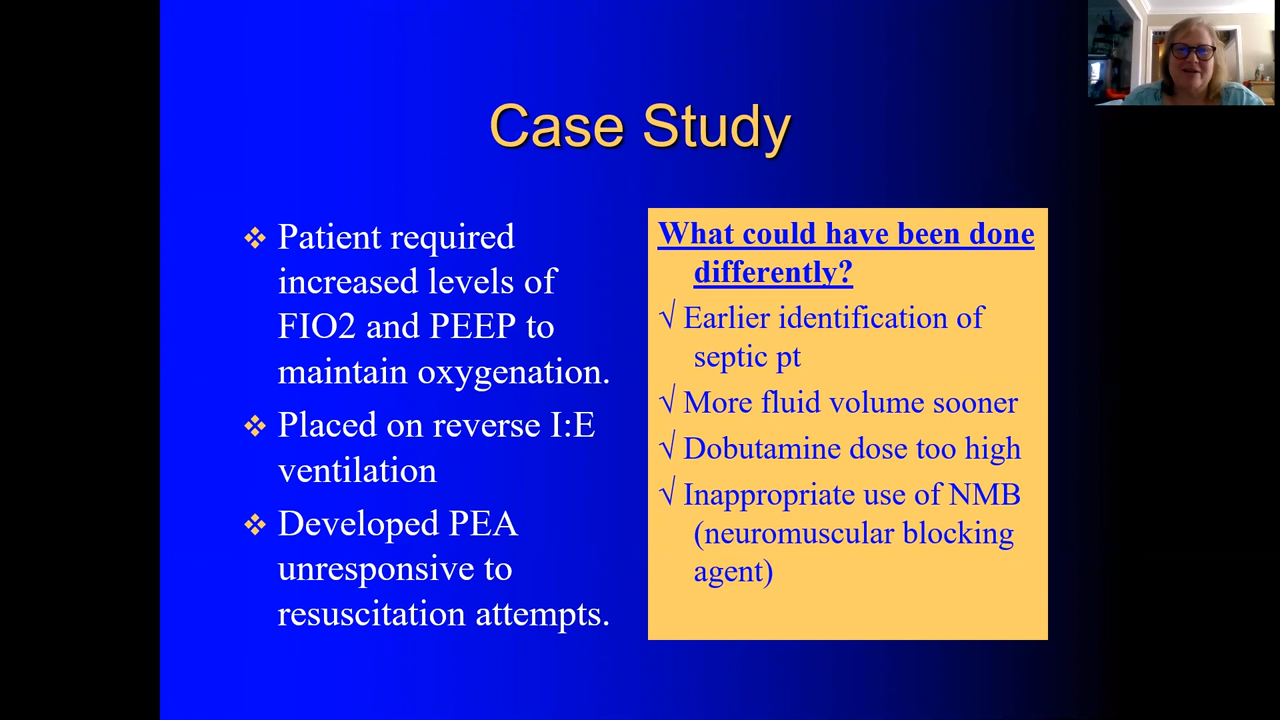 Case Study
❖ Patient required
increased levels of
FIO2 and PEEP to
maintain oxygenation.
❖ Placed on reverse I:E
ventilation
❖ Developed PEA
unresponsive to
resuscitation attempts.
What could have been done
differently?
√ Earlier identification of
septic pt
√ More fluid volume sooner
√ Dobutamine dose too high
√ Inappropriate use of NMB
(neuromuscular blocking
agent)